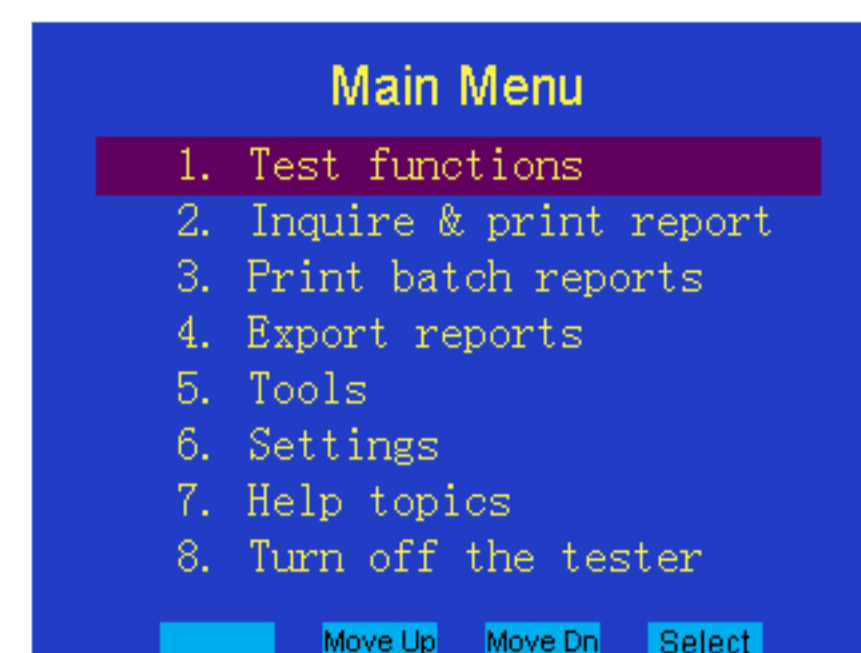 Main Menu
1. Test functions
2. Inquire & print report
3. Print batch reports
4. Export reports
5. Tools
6. Settings
7. Help topics
8. Turn off the tester
Move Up Move Dn Select